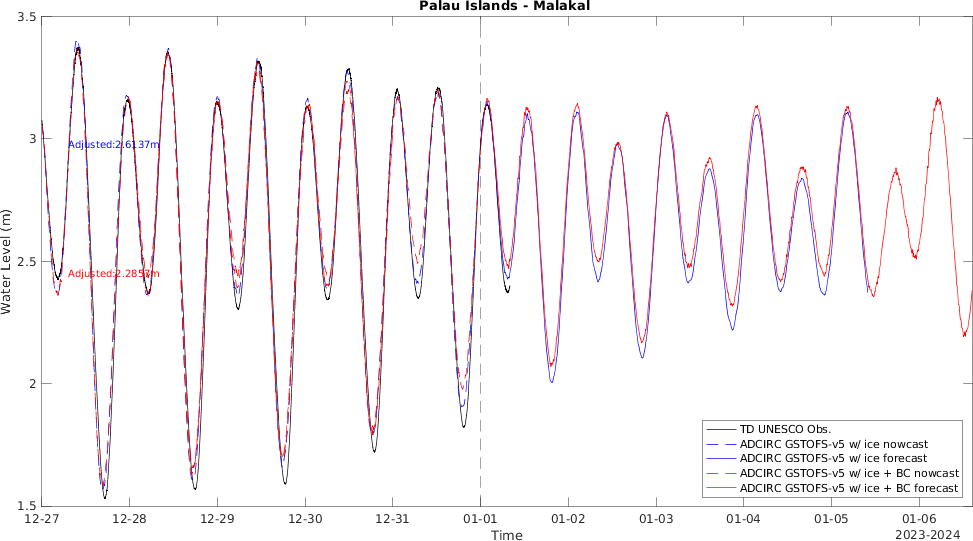 Palau Islands - Malakal
3.5
3
2.5
2
1.5
Water Level (m)
Adjusted:2.6137m
Adjusted:2.2857m
TD UNESCO Obs.
ADCIRC GSTOFS-v5 w/ ice nowcast
ADCIRC GSTOFS-v5 w/ ice forecast
ADCIRC GSTOFS-v5 w/ ice + BC nowcast
ADCIRC GSTOFS-v5 w/ ice + BC forecast
12-27 12-28 12-29 12-30 12-31 01-01 01-02 01-03 01-04 01-05 01-06
Time
2023-2024